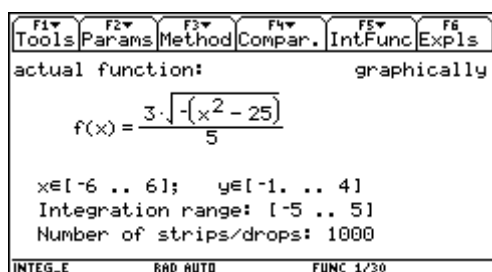 F1▾ F2▾ F3▾ F4▾ F5▾ F6
Tools Params Method Compar. IntFunc Expls
actual function: graphically
f(x) = 3·√-(x² - 25) / 5
x∈[-6 .. 6]; y∈[-1. .. 4]
Integration range: [-5 .. 5]
Number of strips/drops: 1000
INTEG_E RAD AUTO FUNC 1/30